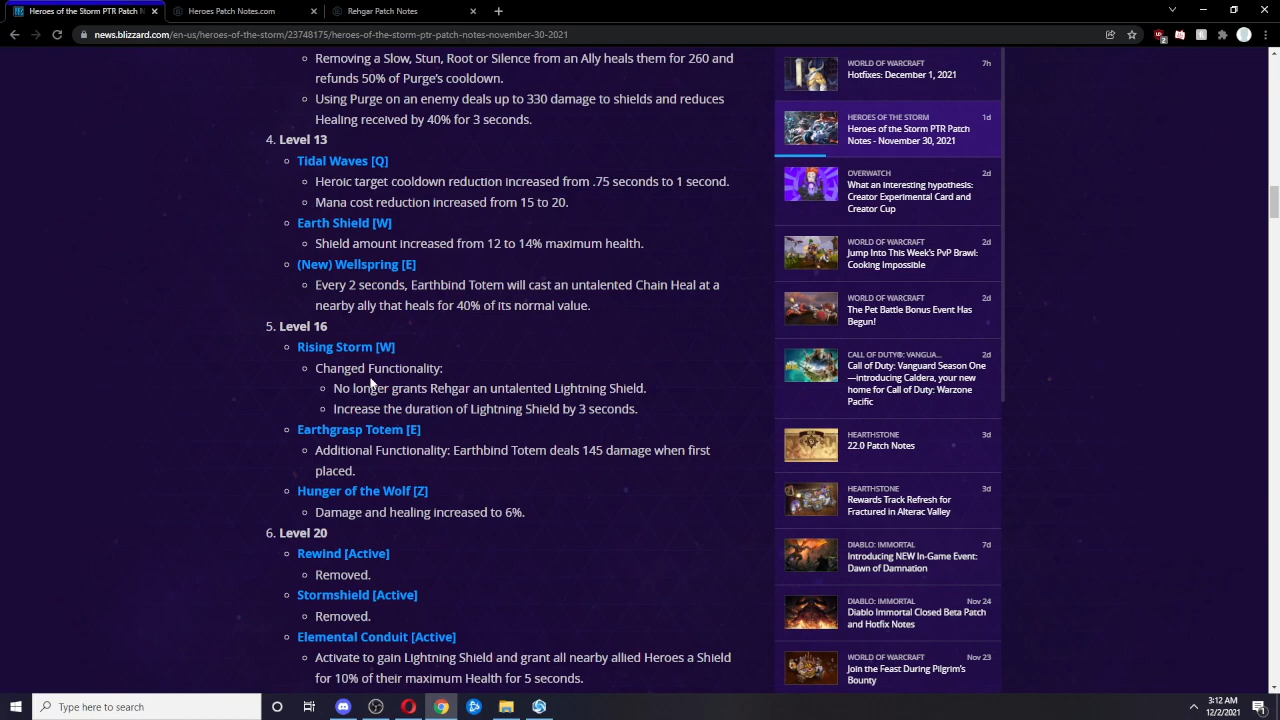 Heroes of the Storm PTR Patch N
Heroes Patch Notes.com
Rehgar Patch Notes
news.blizzard.com/en-us/heroes-of-the-storm/23748175/heroes-of-the-storm-ptr-patch-notes-november-30-2021
Removing a Slow, Stun, Root or Silence from an Ally heals them for 260 and
refunds 50% of Purge's cooldown.
Using Purge on an enemy deals up to 330 damage to shields and reduces
Healing received by 40% for 3 seconds.
4. Level 13
Tidal Waves [Q]
Heroic target cooldown reduction increased from .75 seconds to 1 second.
Mana cost reduction increased from 15 to 20.
Earth Shield [W]
Shield amount increased from 12 to 14% maximum health.
(New) Wellspring [E]
Every 2 seconds, Earthbind Totem will cast an untalented Chain Heal at a
nearby ally that heals for 40% of its normal value.
5. Level 16
Rising Storm [W]
Changed Functionality:
No longer grants Rehgar an untalented Lightning Shield.
Increase the duration of Lightning Shield by 3 seconds.
Earthgrasp Totem [E]
Additional Functionality: Earthbind Totem deals 145 damage when first
placed.
Hunger of the Wolf [Z]
Damage and healing increased to 6%.
6. Level 20
Rewind [Active]
Removed.
Stormshield [Active]
Removed.
Elemental Conduit [Active]
Activate to gain Lightning Shield and grant all nearby allied Heroes a Shield
for 10% of their maximum Health for 5 seconds.
WORLD OF WARCRAFT 7h
Hotfixes: December 1, 2021
HEROES OF THE STORM 1d
Heroes of the Storm PTR Patch
Notes - November 30, 2021
OVERWATCH 2d
What an interesting hypothesis:
Creator Experimental Card and
Creator Cup
WORLD OF WARCRAFT 2d
Jump Into This Week's PvP Brawl:
Cooking Impossible
WORLD OF WARCRAFT 2d
The Pet Battle Bonus Event Has
Begun!
CALL OF DUTY®: VANGUA... 2d
Call of Duty: Vanguard Season One
—introducing Caldera, your new
home for Call of Duty: Warzone
Pacific
HEARTHSTONE 3d
22.0 Patch Notes
HEARTHSTONE 3d
Rewards Track Refresh for
Fractured in Alterac Valley
DIABLO: IMMORTAL 7d
Introducing NEW In-Game Event:
Dawn of Damnation
DIABLO: IMMORTAL Nov 24
Diablo Immortal Closed Beta Patch
and Hotfix Notes
WORLD OF WARCRAFT Nov 23
Join the Feast During Pilgrim's
Bounty
Type here to search
3:12 AM
12/2/2021